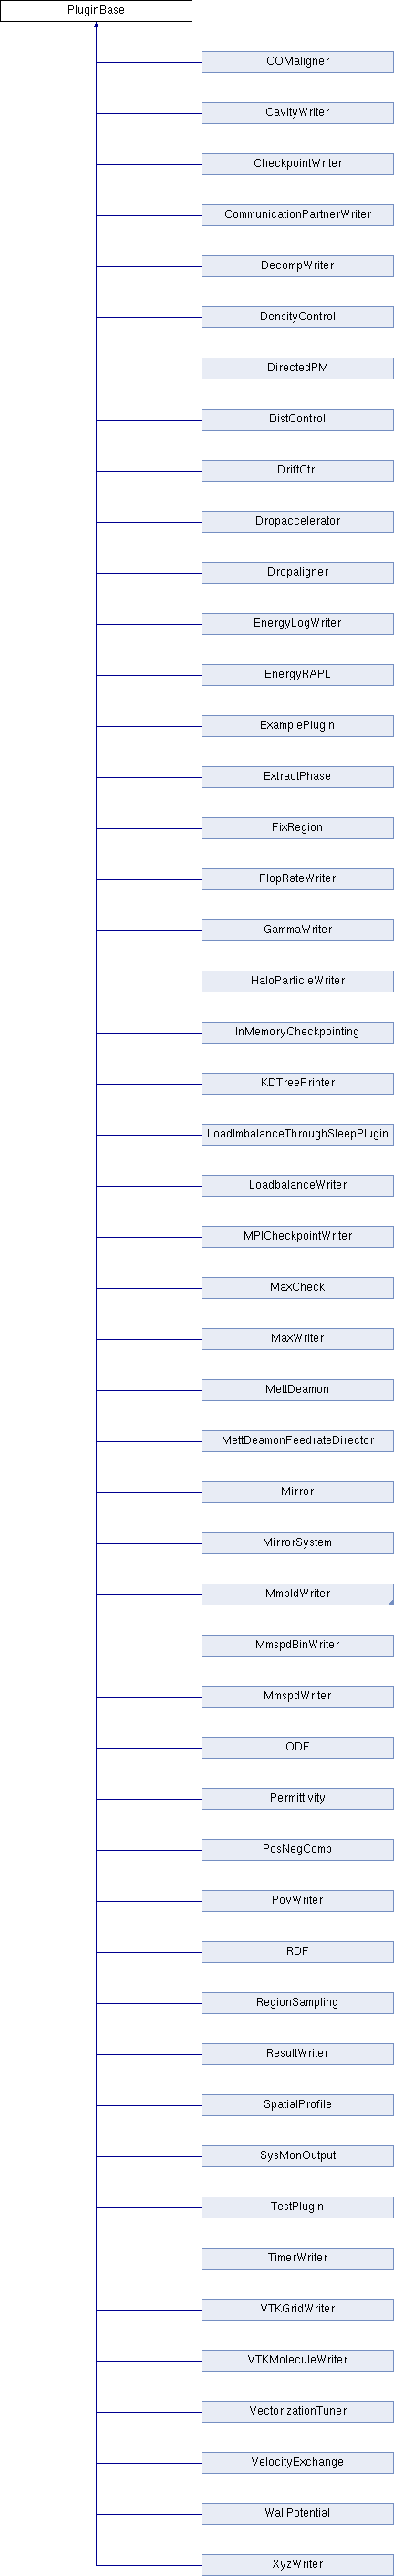 PluginBase
COMaligner
CavityWriter
CheckpointWriter
CommunicationPartnerWriter
DecompWriter
DensityControl
DirectedPM
DistControl
DriftCtrl
Dropaccelerator
Dropaligner
EnergyLogWriter
EnergyRAPL
ExamplePlugin
ExtractPhase
FixRegion
FlopRateWriter
GammaWriter
HaloParticleWriter
InMemoryCheckpointing
KDTreePrinter
LoadImbalanceThroughSleepPlugin
LoadbalanceWriter
MPICheckpointWriter
MaxCheck
MaxWriter
MettDeamon
MettDeamonFeedrateDirector
Mirror
MirrorSystem
MmpldWriter
MmspdBinWriter
MmspdWriter
ODF
Permittivity
PosNegComp
PovWriter
RDF
RegionSampling
ResultWriter
SpatialProfile
SysMonOutput
TestPlugin
TimerWriter
VTKGridWriter
VTKMoleculeWriter
VectorizationTuner
VelocityExchange
WallPotential
XyzWriter